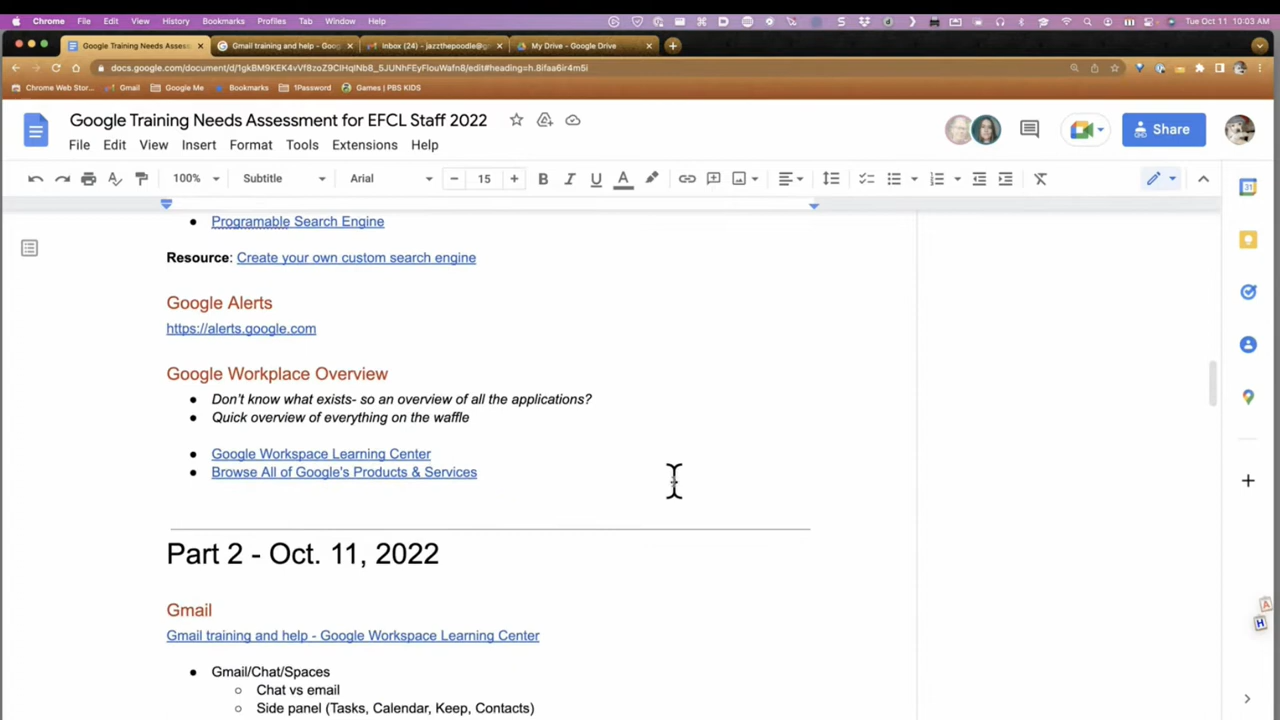 Chrome File Edit View History Bookmarks Profiles Tab Window Help Tue Oct 11 10:03 AM
Google Training Needs Assess Gmail training and help - Goo Inbox (24) - jazzthepoodle@g My Drive - Google Drive
docs.google.com/document/d/
Chrome Web Stor... Gmail Google Me Bookmarks 1Password Games | PBS KIDS
Google Training Needs Assessment for EFCL Staff 2022
File Edit View Insert Format Tools Extensions Help
Share
100% Subtitle Arial 15
Programable Search Engine
Resource: Create your own custom search engine
Google Alerts
https://alerts.google.com
Google Workplace Overview
Don't know what exists- so an overview of all the applications?
Quick overview of everything on the waffle
Google Workspace Learning Center
Browse All of Google's Products & Services
Part 2 - Oct. 11, 2022
Gmail
Gmail training and help - Google Workspace Learning Center
Gmail/Chat/Spaces
Chat vs email
Side panel (Tasks, Calendar, Keep, Contacts)